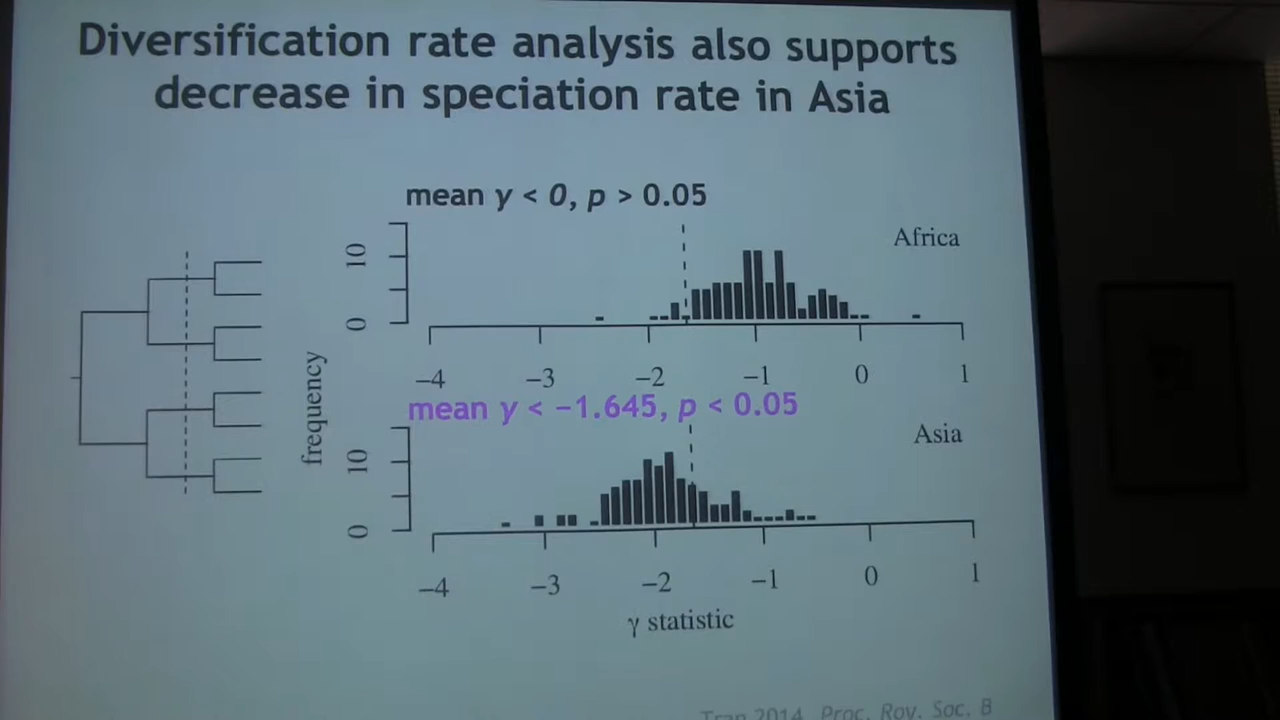 Diversification rate analysis also supports
decrease in speciation rate in Asia
mean y < 0, p > 0.05
Africa
10
0
−4 −3 −2 −1 0 1
frequency
mean y < −1.645, p < 0.05
Asia
10
0
−4 −3 −2 −1 0 1
γ statistic
Tran 2014 Proc. Roy. Soc. B